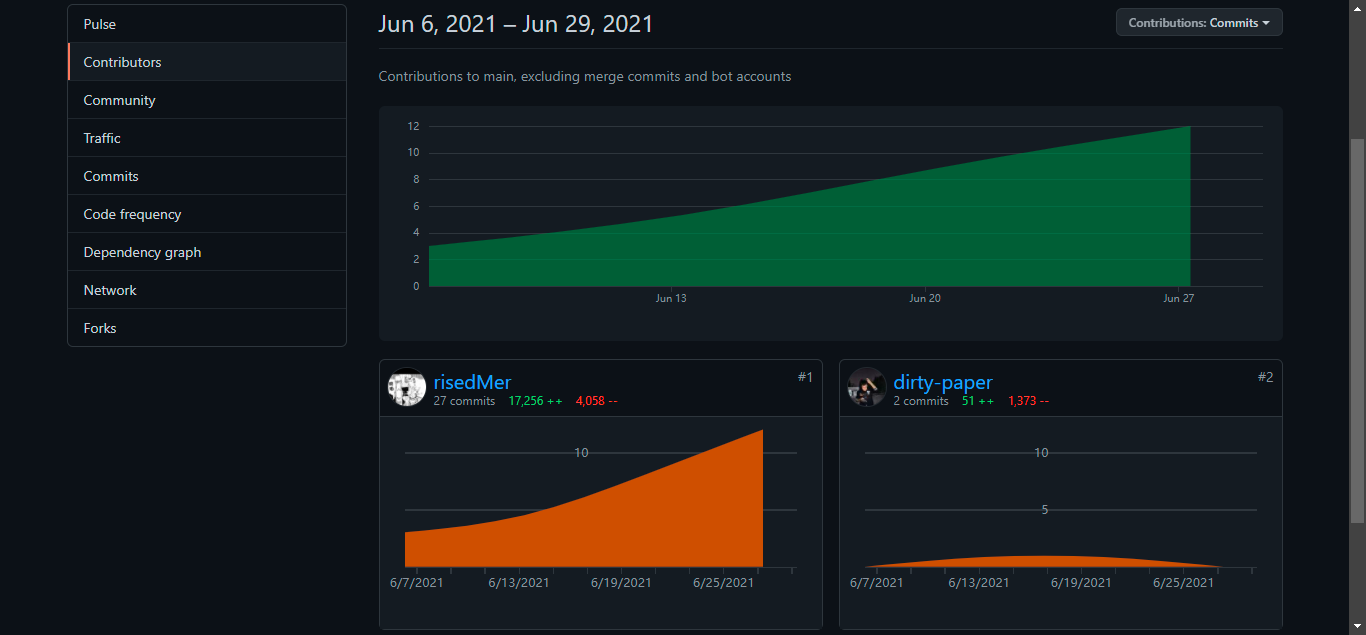 Pulse
Contributors
Community
Traffic
Commits
Code frequency
Dependency graph
Network
Forks
Jun 6, 2021 – Jun 29, 2021
Contributions: Commits
Contributions to main, excluding merge commits and bot accounts
12
10
8
6
4
2
0
Jun 13 Jun 20 Jun 27
risedMer #1
27 commits 17,256 ++ 4,058 --
10
6/7/2021 6/13/2021 6/19/2021 6/25/2021
dirty-paper #2
2 commits 51 ++ 1,373 --
10
5
6/7/2021 6/13/2021 6/19/2021 6/25/2021